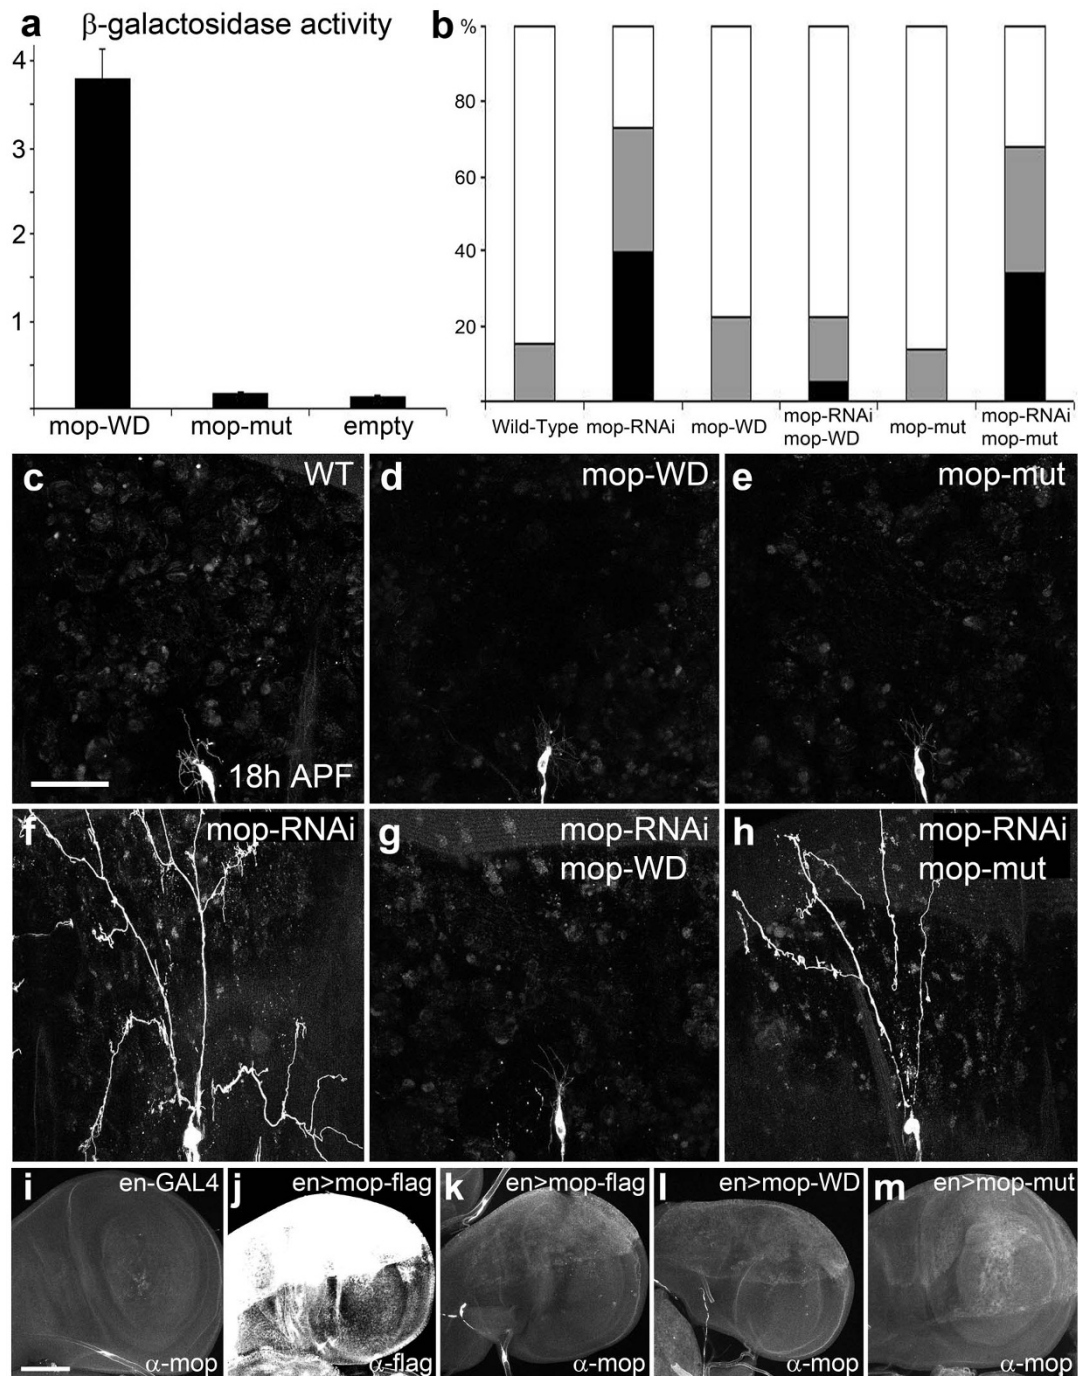 a β-galactosidase activity
4
3
2
1
mop-WD mop-mut empty
b
%
80
60
40
20
Wild-Type mop-RNAi mop-WD mop-RNAi mop-WD mop-mut mop-RNAi mop-mut
c WT
18h APF
d mop-WD
e mop-mut
f mop-RNAi
g mop-RNAi
mop-WD
h mop-RNAi
mop-mut
i en-GAL4
α-mop
j en>mop-flag
α-flag
k en>mop-flag
α-mop
l en>mop-WD
α-mop
m en>mop-mut
α-mop